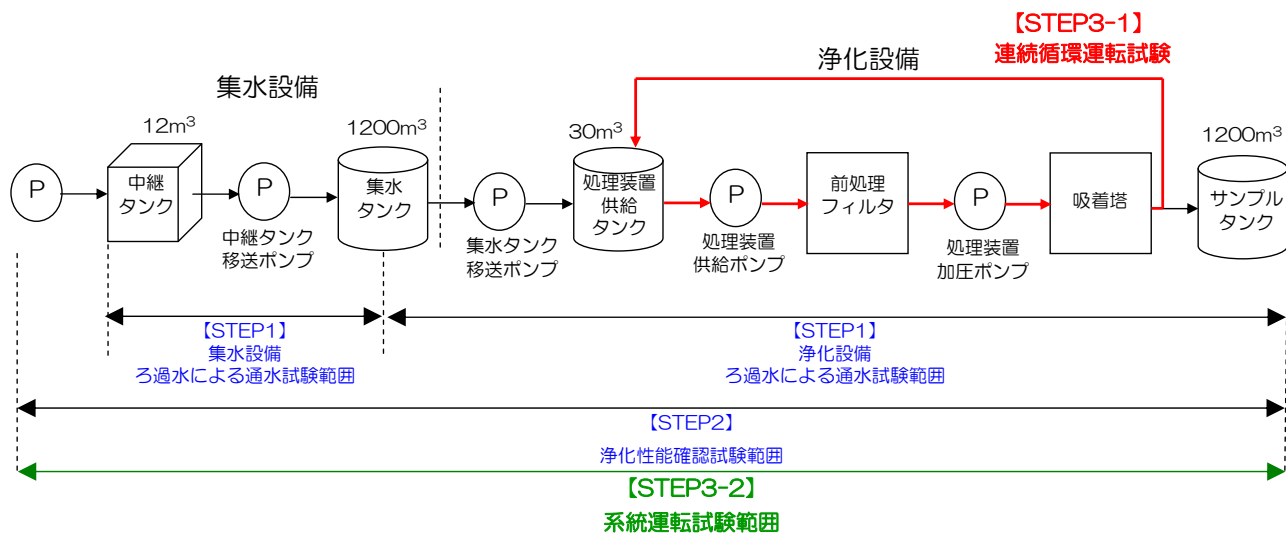 【STEP3-1】
連続循環運転試験
浄化設備
集水設備
12m³
1200m³
30m³
1200m³
P
中継
タンク
P
中継タンク
移送ポンプ
集水
タンク
P
集水タンク
移送ポンプ
処理装置
供給
タンク
P
処理装置
供給ポンプ
前処理
フィルタ
P
処理装置
加圧ポンプ
吸着塔
サンプル
タンク
【STEP1】
集水設備
ろ過水による通水試験範囲
【STEP1】
浄化設備
ろ過水による通水試験範囲
【STEP2】
浄化性能確認試験範囲
【STEP3-2】
系統運転試験範囲